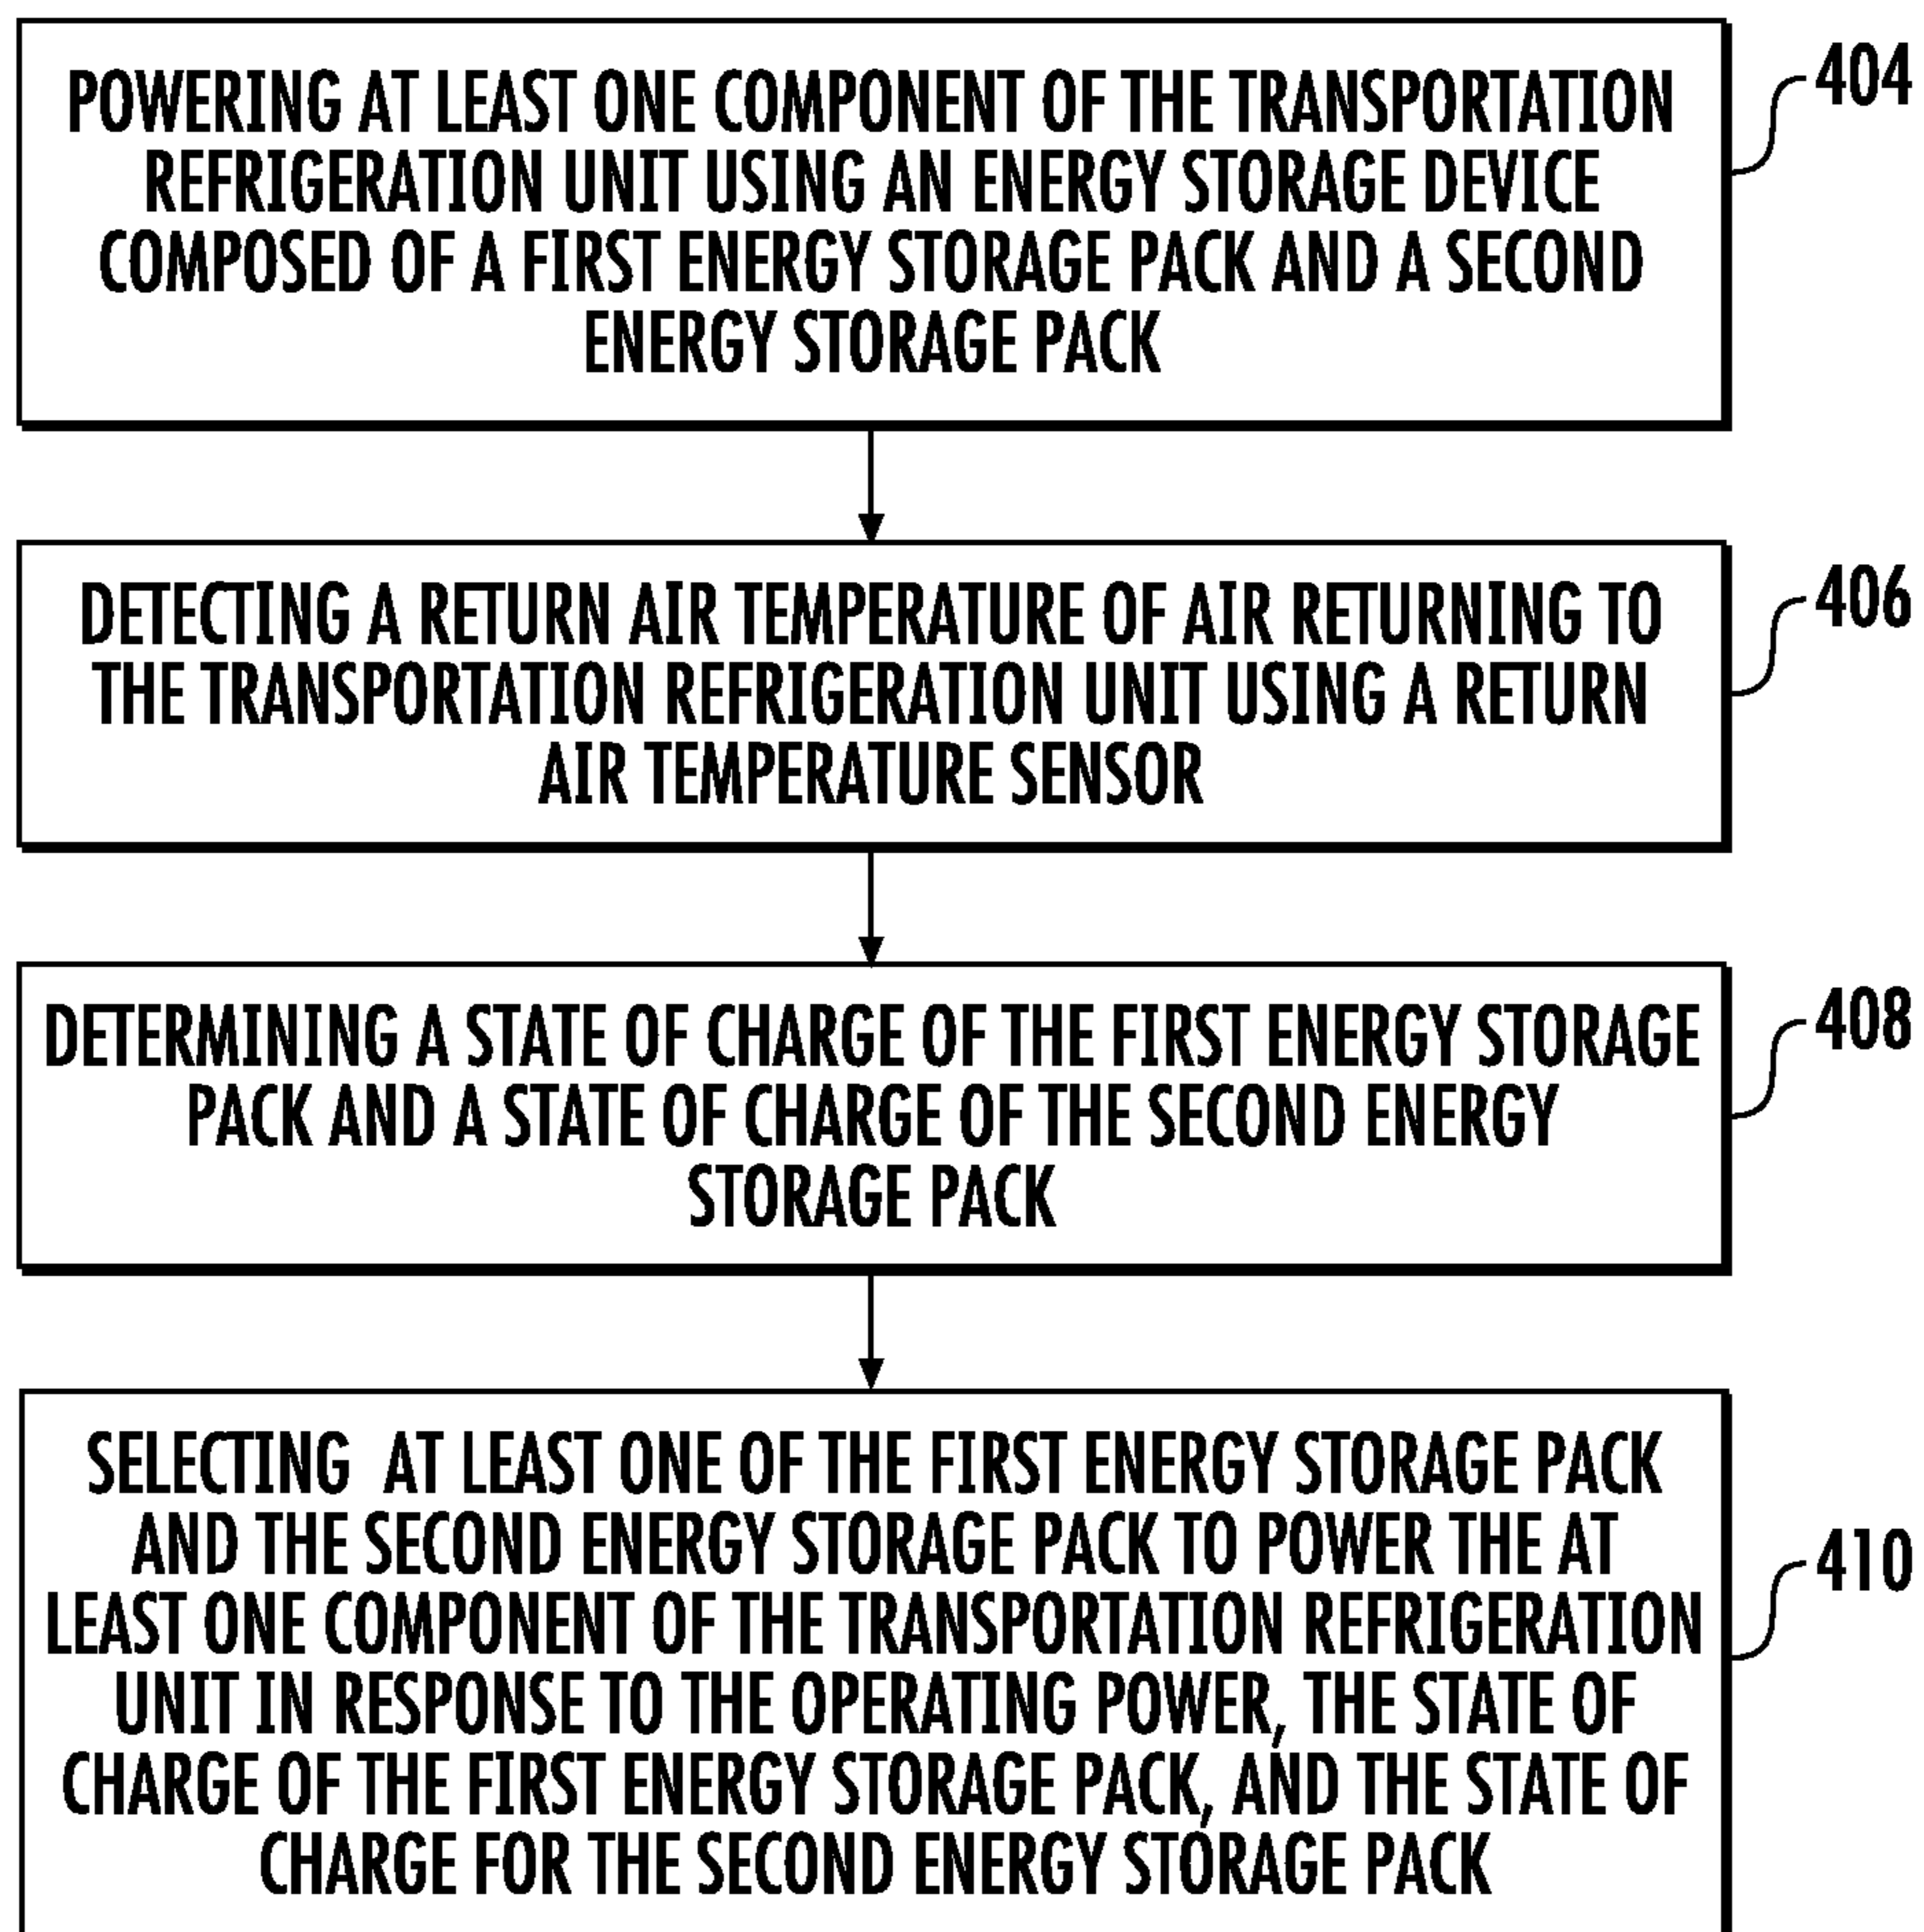 POWERING AT LEAST ONE COMPONENT OF THE TRANSPORTATION
REFRIGERATION UNIT USING AN ENERGY STORAGE DEVICE
COMPOSED OF A FIRST ENERGY STORAGE PACK AND A SECOND
ENERGY STORAGE PACK
404
DETECTING A RETURN AIR TEMPERATURE OF AIR RETURNING TO
THE TRANSPORTATION REFRIGERATION UNIT USING A RETURN
AIR TEMPERATURE SENSOR
406
DETERMINING A STATE OF CHARGE OF THE FIRST ENERGY STORAGE
PACK AND A STATE OF CHARGE OF THE SECOND ENERGY
STORAGE PACK
408
SELECTING AT LEAST ONE OF THE FIRST ENERGY STORAGE PACK
AND THE SECOND ENERGY STORAGE PACK TO POWER THE AT
LEAST ONE COMPONENT OF THE TRANSPORTATION REFRIGERATION
UNIT IN RESPONSE TO THE OPERATING POWER, THE STATE OF
CHARGE OF THE FIRST ENERGY STORAGE PACK, AND THE STATE OF
CHARGE FOR THE SECOND ENERGY STORAGE PACK
410